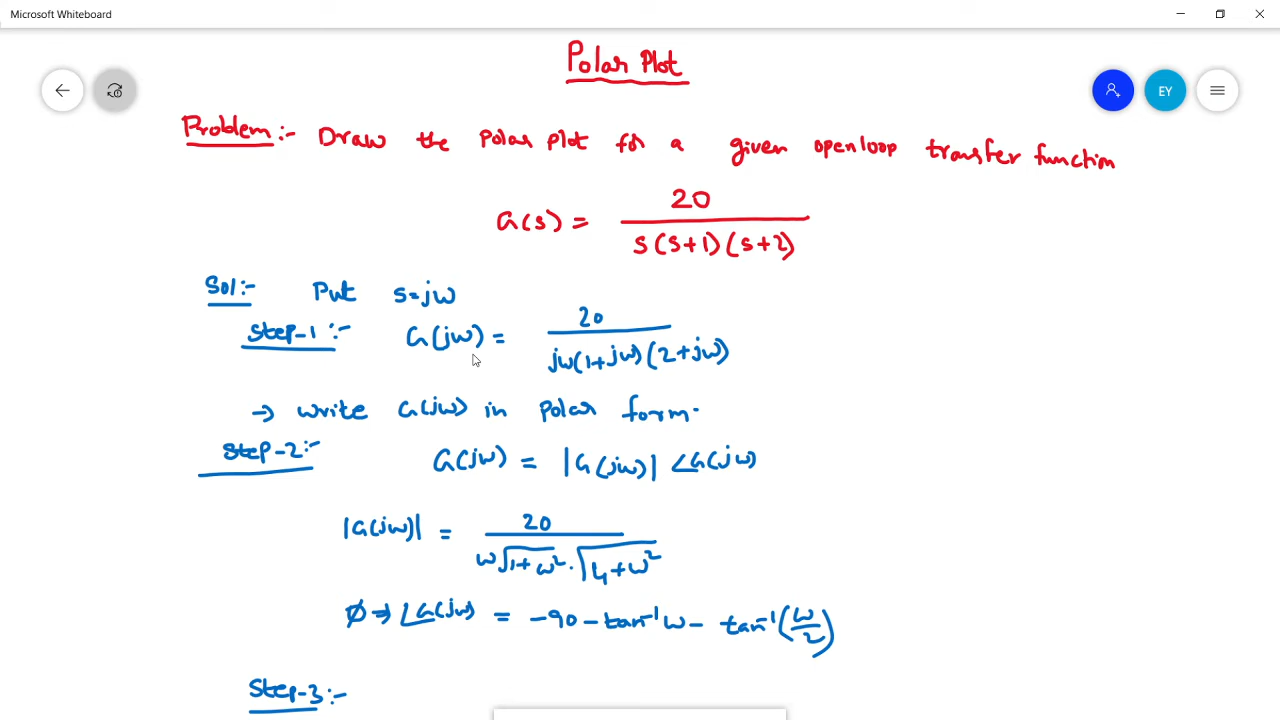 Microsoft Whiteboard
Polar Plot
EY
Problem:- Draw the Polar plot for a given openloop transfer function
G(s) = 20 / s(s+1)(s+2)
Sol:- Put s=jω
Step-1:- G(jω) = 20 / jω(1+jω)(2+jω)
→ write G(jω) in polar form.
Step-2:- G(jω) = |G(jω)| ∠G(jω)
|G(jω)| = 20 / ω√1+ω² · √4+ω²
Ø ⇒ ∠G(jω) = -90 - tan⁻¹ω - tan⁻¹(ω/2)
Step-3:-